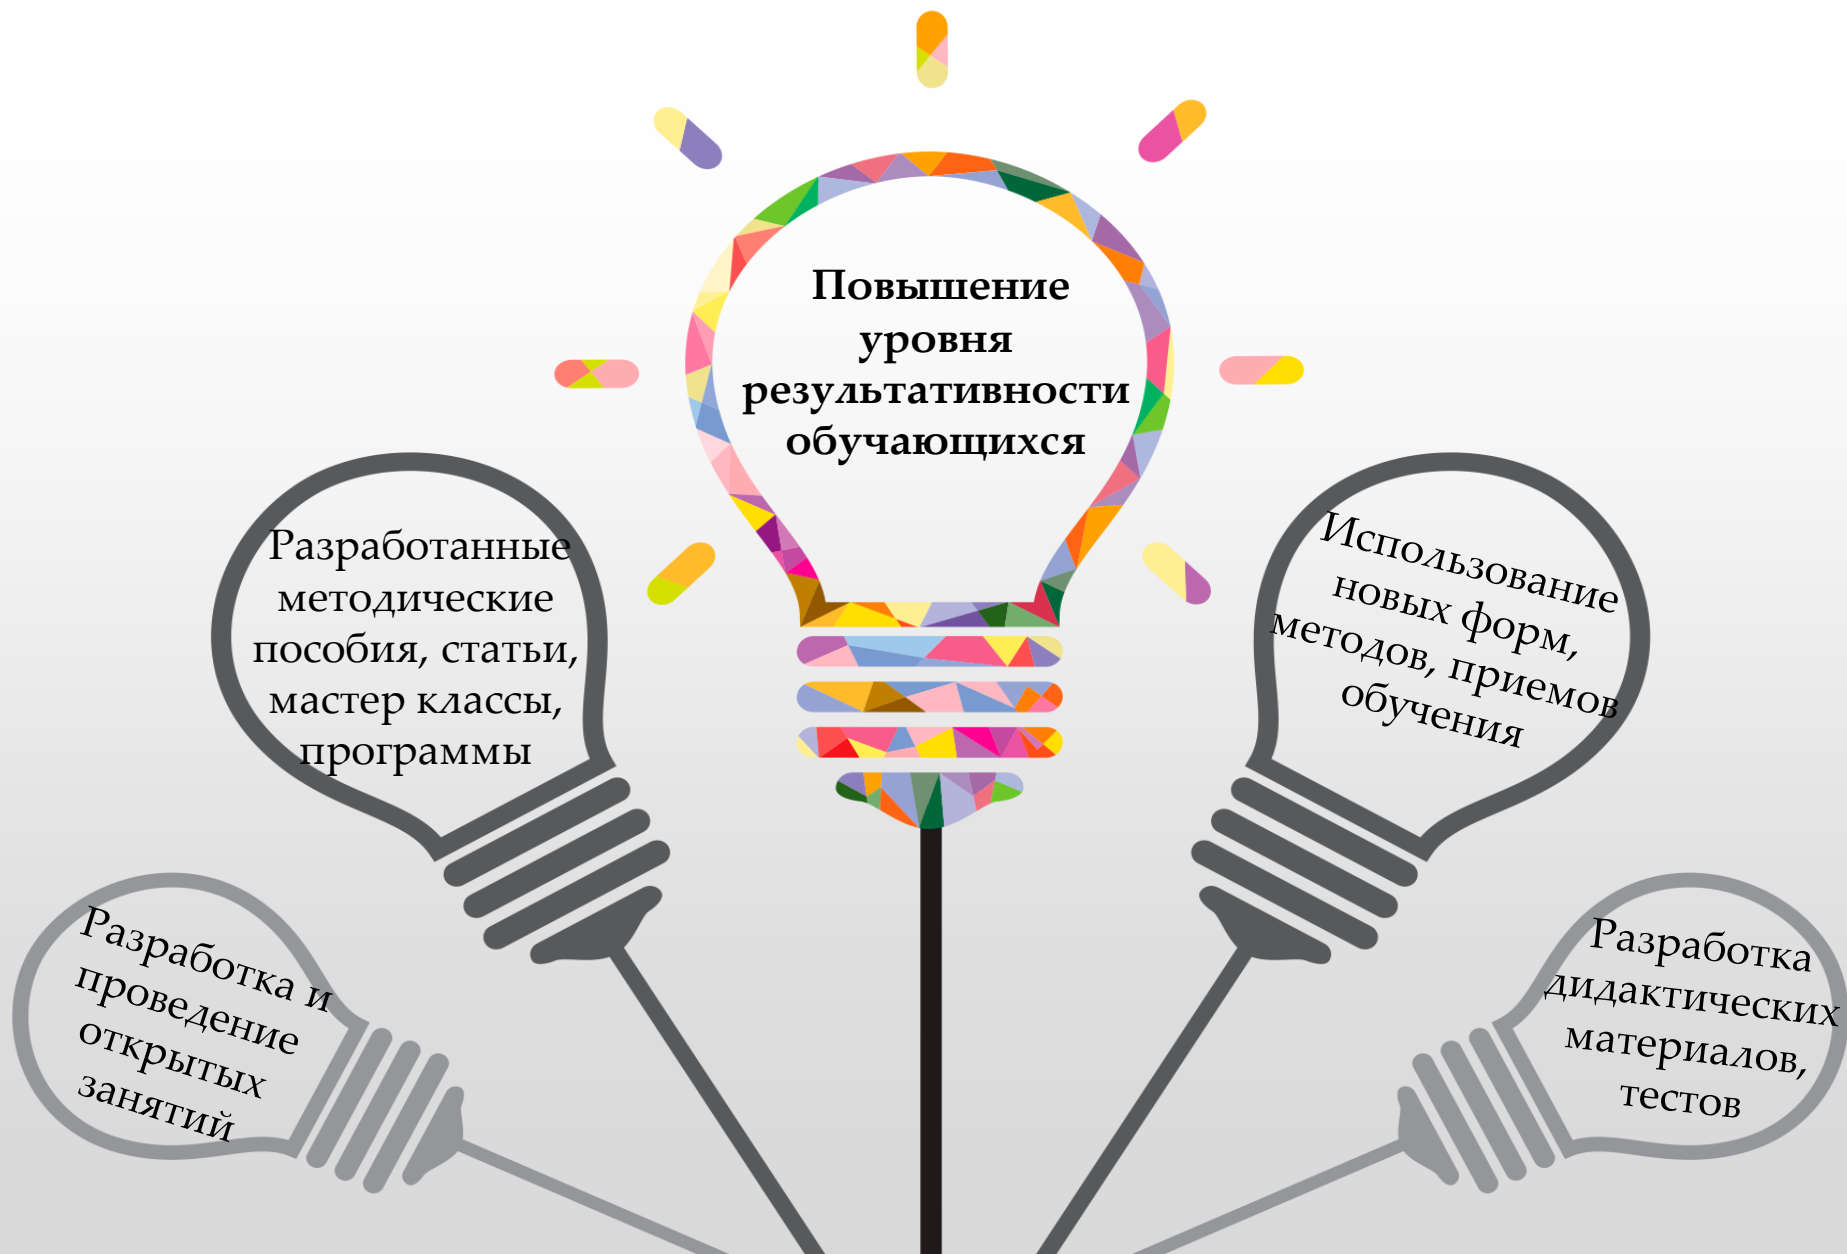 Повышение
уровня
результативности
обучающихся
Разработанные
методические
пособия, статьи,
мастер классы,
программы
Использование
новых форм,
методов, приемов
обучения
Разработка и
проведение
открытых
занятий
Разработка
дидактических
материалов,
тестов